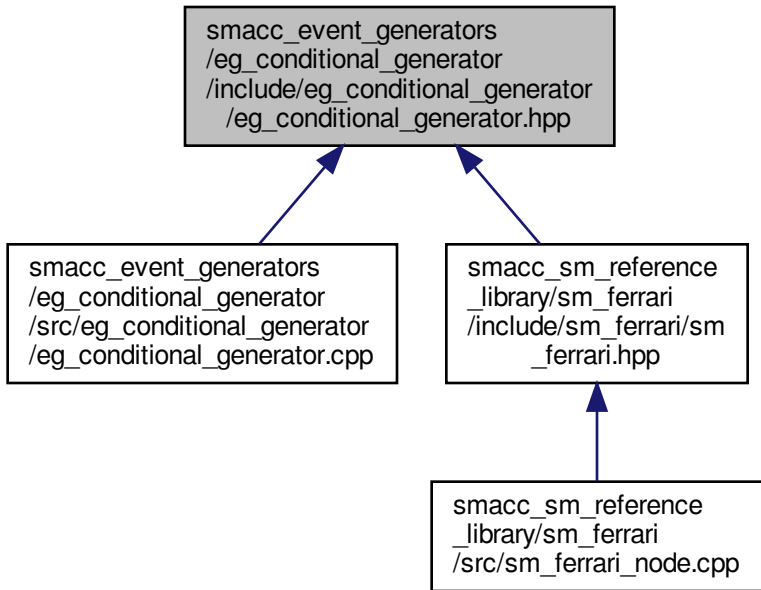 smacc_event_generators
/eg_conditional_generator
/include/eg_conditional_generator
/eg_conditional_generator.hpp
smacc_event_generators
/eg_conditional_generator
/src/eg_conditional_generator
/eg_conditional_generator.cpp
smacc_sm_reference
_library/sm_ferrari
/include/sm_ferrari/sm
_ferrari.hpp
smacc_sm_reference
_library/sm_ferrari
/src/sm_ferrari_node.cpp